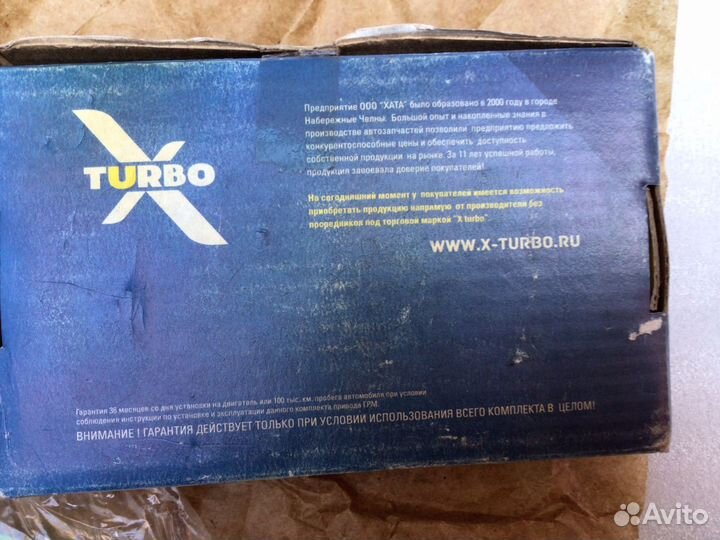 X
TURBO
Предприятие ООО "ХАТА" было образовано в 2000 году в городе
Набережные Челны. Большой опыт и накопленные знания в
производстве автозапчастей позволили предприятию предложить
конкурентоспособные цены и обеспечить доступность
собственной продукции на рынке. За 11 лет успешной работы,
продукция завоевала доверие покупателей!
На сегодняшний момент у покупателей имеется возможность
приобретать продукцию напрямую от производителя без
посредников под торговой маркой "X turbo".
WWW.X-TURBO.RU
Гарантия 36 месяцев со дня установки на двигатель или 100 тыс. км. пробега автомобиля при условии
соблюдения инструкции по установке и эксплуатации данного комплекта привода ГРМ.
ВНИМАНИЕ ! ГАРАНТИЯ ДЕЙСТВУЕТ ТОЛЬКО ПРИ УСЛОВИИ ИСПОЛЬЗОВАНИЯ ВСЕГО КОМПЛЕКТА В ЦЕЛОМ!
Avito